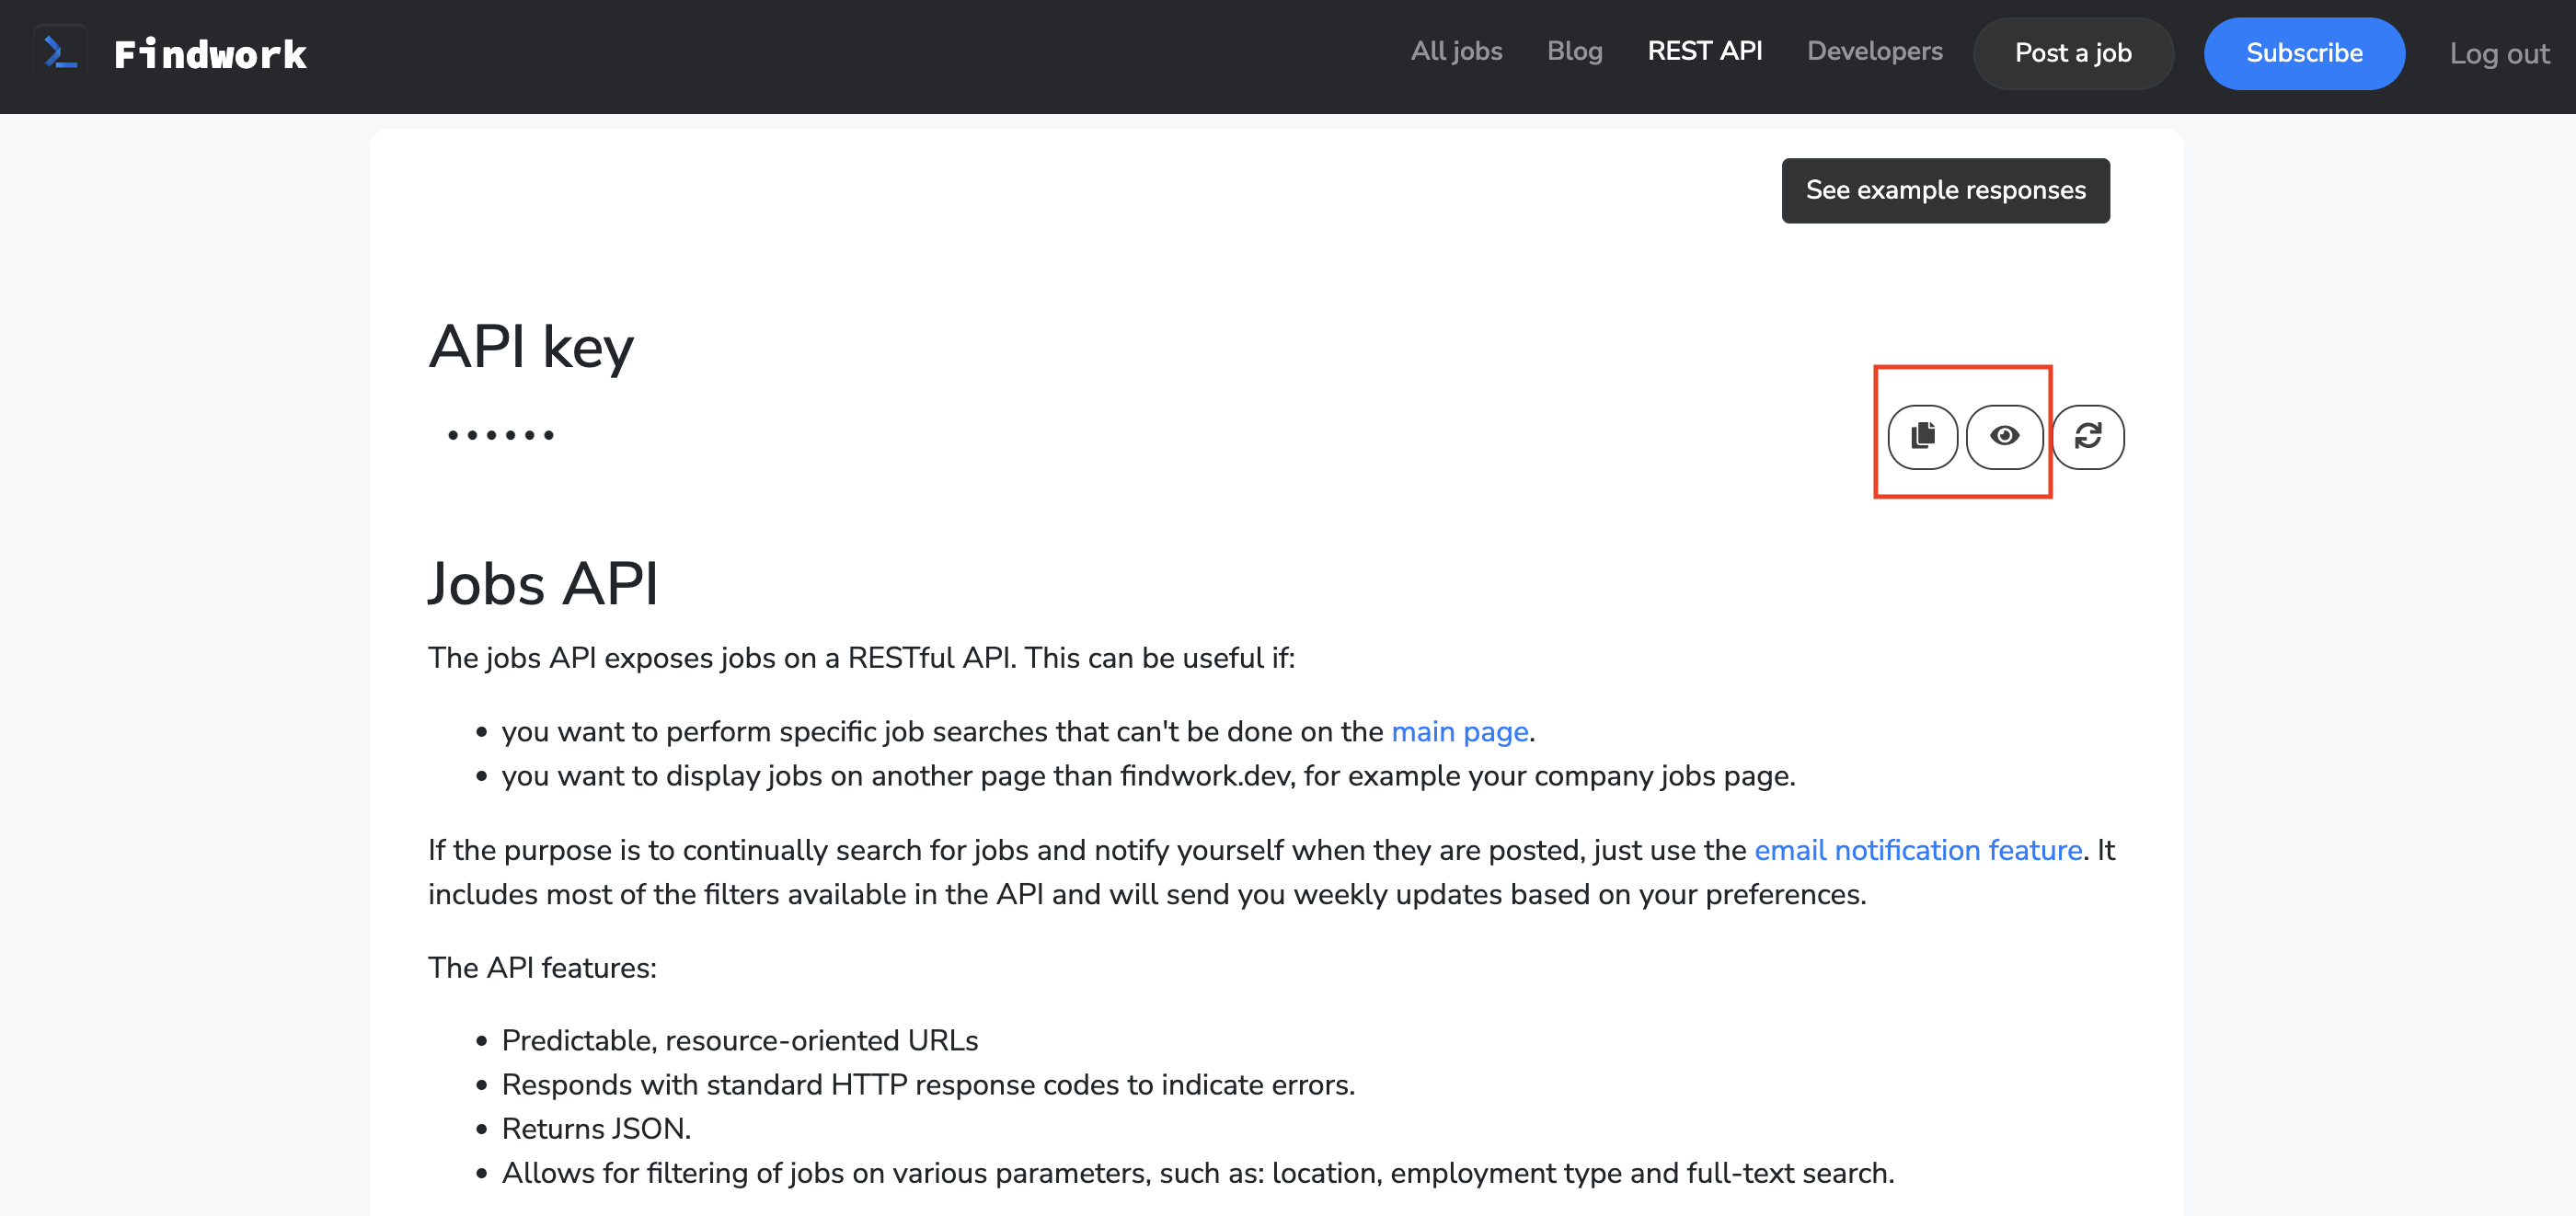 Findwork
All jobs Blog REST API Developers Post a job Subscribe Log out
See example responses
API key
••••••
Jobs API
The jobs API exposes jobs on a RESTful API. This can be useful if:
• you want to perform specific job searches that can't be done on the main page.
• you want to display jobs on another page than findwork.dev, for example your company jobs page.
If the purpose is to continually search for jobs and notify yourself when they are posted, just use the email notification feature. It
includes most of the filters available in the API and will send you weekly updates based on your preferences.
The API features:
• Predictable, resource-oriented URLs
• Responds with standard HTTP response codes to indicate errors.
• Returns JSON.
• Allows for filtering of jobs on various parameters, such as: location, employment type and full-text search.